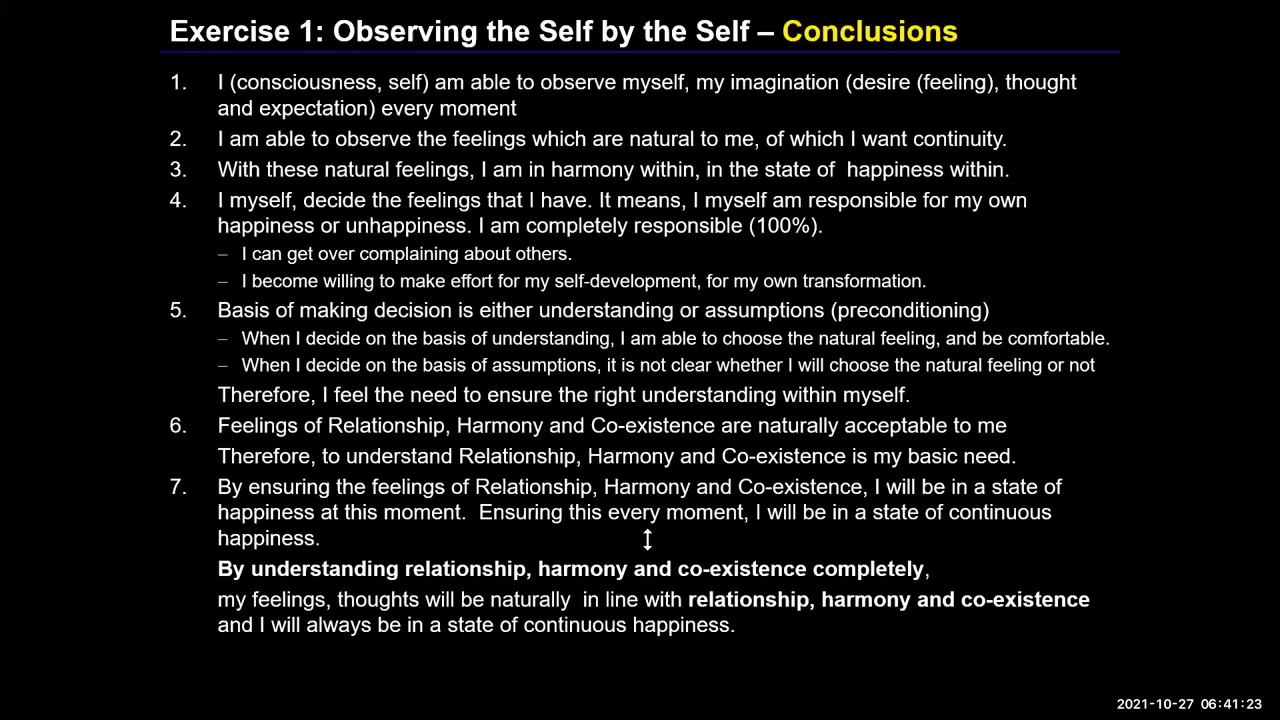 Exercise 1: Observing the Self by the Self – Conclusions
1. I (consciousness, self) am able to observe myself, my imagination (desire (feeling), thought
and expectation) every moment
2. I am able to observe the feelings which are natural to me, of which I want continuity.
3. With these natural feelings, I am in harmony within, in the state of  happiness within.
4. I myself, decide the feelings that I have. It means, I myself am responsible for my own
happiness or unhappiness. I am completely responsible (100%).
– I can get over complaining about others.
– I become willing to make effort for my self-development, for my own transformation.
5. Basis of making decision is either understanding or assumptions (preconditioning)
– When I decide on the basis of understanding, I am able to choose the natural feeling, and be comfortable.
– When I decide on the basis of assumptions, it is not clear whether I will choose the natural feeling or not
Therefore, I feel the need to ensure the right understanding within myself.
6. Feelings of Relationship, Harmony and Co-existence are naturally acceptable to me
Therefore, to understand Relationship, Harmony and Co-existence is my basic need.
7. By ensuring the feelings of Relationship, Harmony and Co-existence, I will be in a state of
happiness at this moment.  Ensuring this every moment, I will be in a state of continuous
happiness.
By understanding relationship, harmony and co-existence completely,
my feelings, thoughts will be naturally  in line with relationship, harmony and co-existence
and I will always be in a state of continuous happiness.
2021-10-27 06:41:23